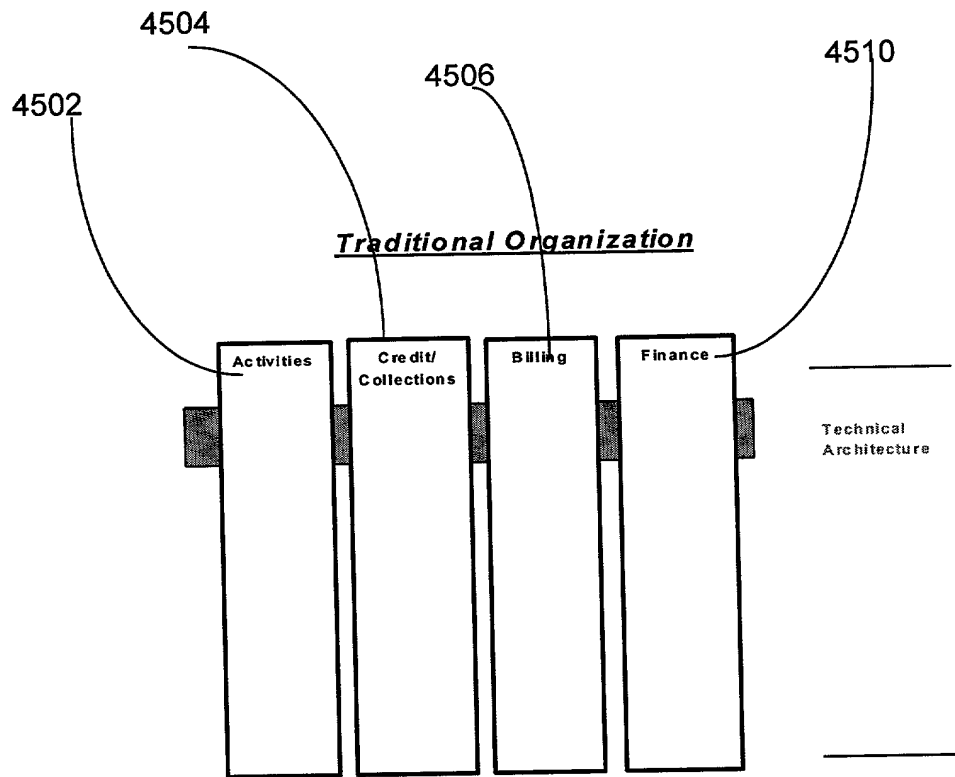 4504
4506
4510
4502
Traditional Organization
Activities
Credit/
Collections
Billing
Finance
Technical
Architecture